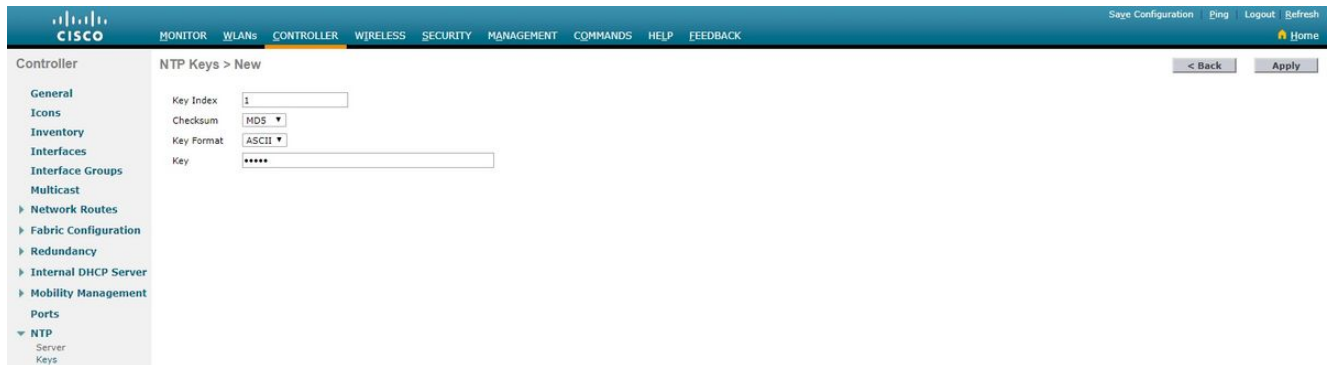 Save Configuration | Ping | Logout | Refresh
CISCO
MONITOR WLANs CONTROLLER WIRELESS SECURITY MANAGEMENT COMMANDS HELP FEEDBACK
Home
Controller
NTP Keys > New
< Back
Apply
General
Icons
Inventory
Interfaces
Interface Groups
Multicast
Network Routes
Fabric Configuration
Redundancy
Internal DHCP Server
Mobility Management
Ports
NTP
Server
Keys
Key Index 1
Checksum MD5
Key Format ASCII
Key •••••